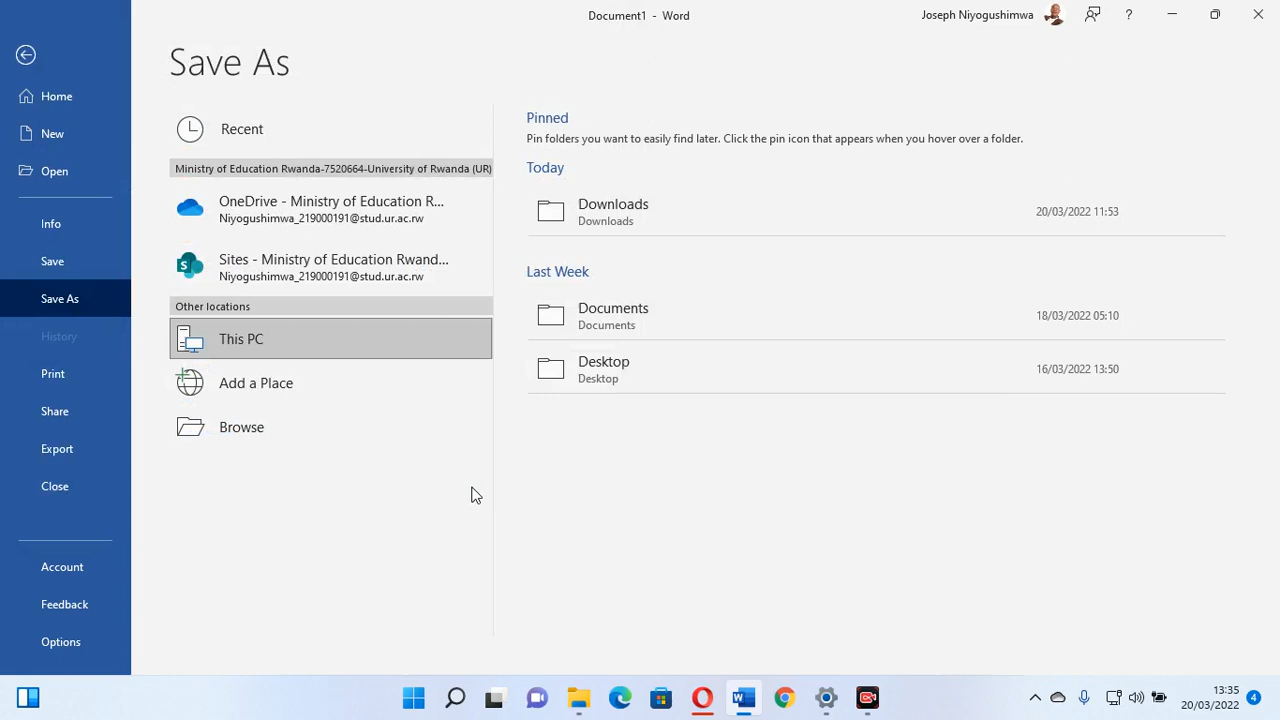 Document1 - Word
Joseph Niyogushimwa
?
Home
New
Open
Info
Save
Save As
History
Print
Share
Export
Close
Account
Feedback
Options
Save As
Recent
Ministry of Education Rwanda-7520664-University of Rwanda (UR)
OneDrive - Ministry of Education R...
Niyogushimwa_219000191@stud.ur.ac.rw
Sites - Ministry of Education Rwand...
Niyogushimwa_219000191@stud.ur.ac.rw
Other locations
This PC
Add a Place
Browse
Pinned
Pin folders you want to easily find later. Click the pin icon that appears when you hover over a folder.
Today
Downloads
Downloads
20/03/2022 11:53
Last Week
Documents
Documents
18/03/2022 05:10
Desktop
Desktop
16/03/2022 13:50
13:35
20/03/2022
4